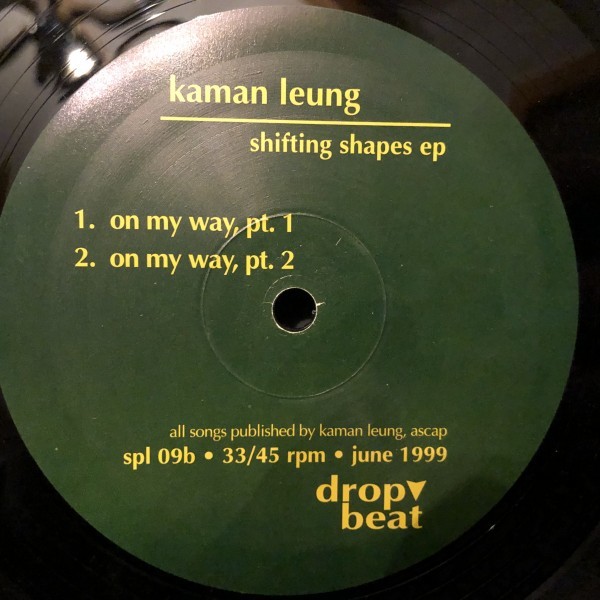 kaman leung
shifting shapes ep
1. on my way, pt. 1
2. on my way, pt. 2
all songs published by kaman leung, ascap
spl 09b • 33/45 rpm • june 1999
drop
beat